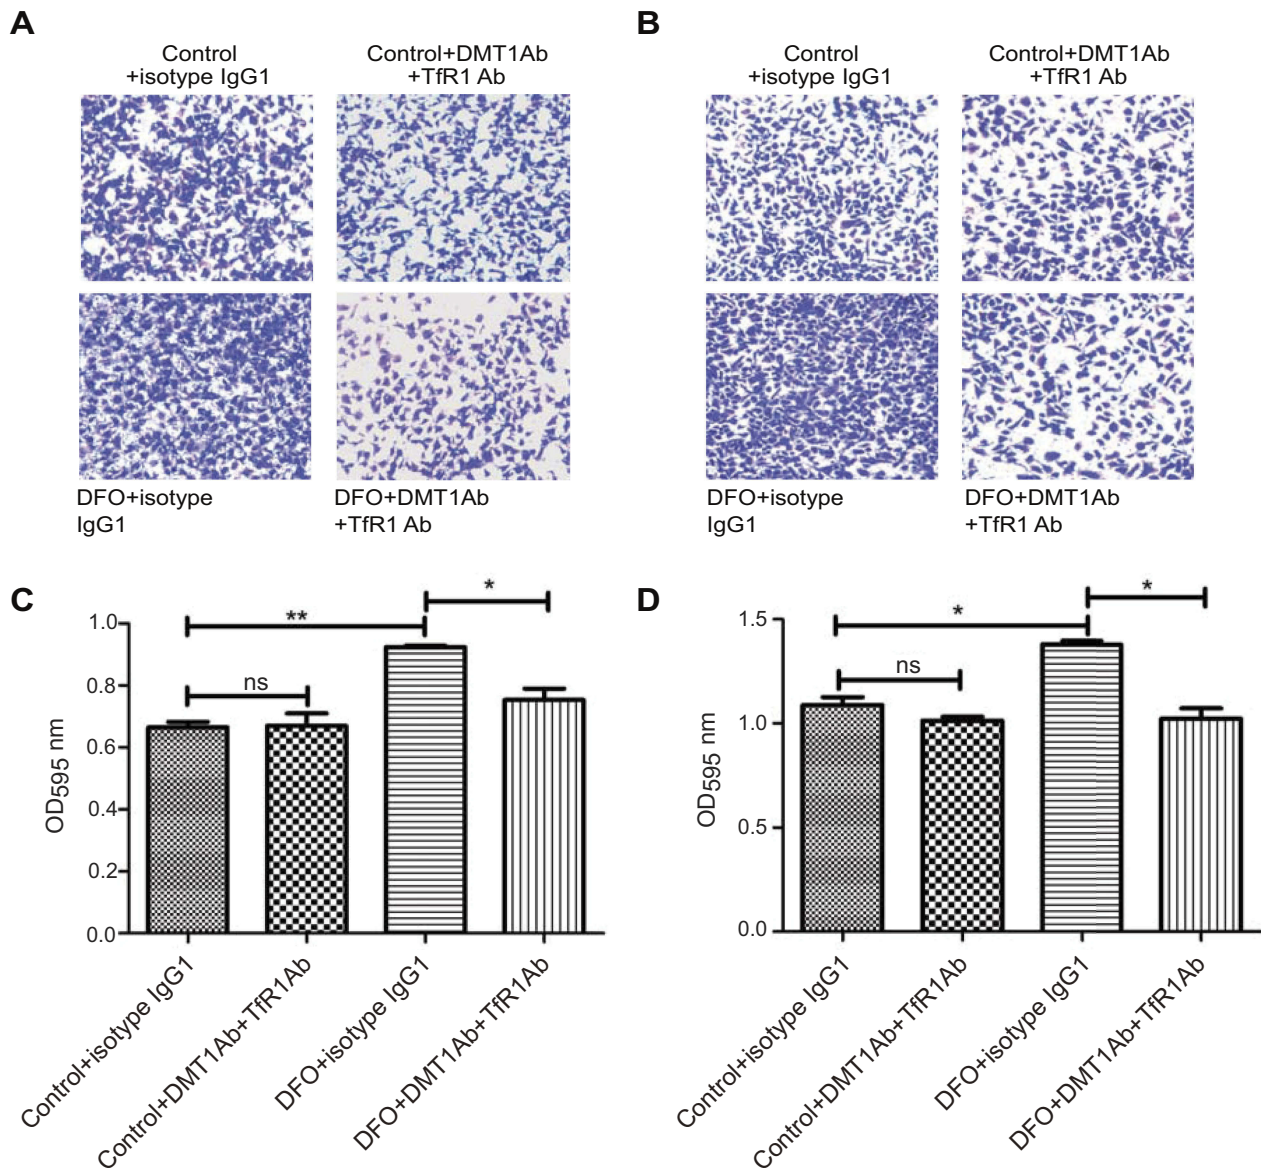 A
B
Control
+isotype IgG1
Control+DMT1Ab
+TfR1 Ab
Control
+isotype IgG1
Control+DMT1Ab
+TfR1 Ab
DFO+isotype
IgG1
DFO+DMT1Ab
+TfR1 Ab
DFO+isotype
IgG1
DFO+DMT1Ab
+TfR1 Ab
C
1.0
0.8
0.6
0.4
0.2
0.0
OD595 nm
**
*
ns
Control+isotype IgG1
Control+DMT1Ab+TfR1Ab
DFO+isotype IgG1
DFO+DMT1Ab+TfR1Ab
D
1.5
1.0
0.5
0.0
OD595 nm
*
*
ns
Control+isotype IgG1
Control+DMT1Ab+TfR1Ab
DFO+isotype IgG1
DFO+DMT1Ab+TfR1Ab